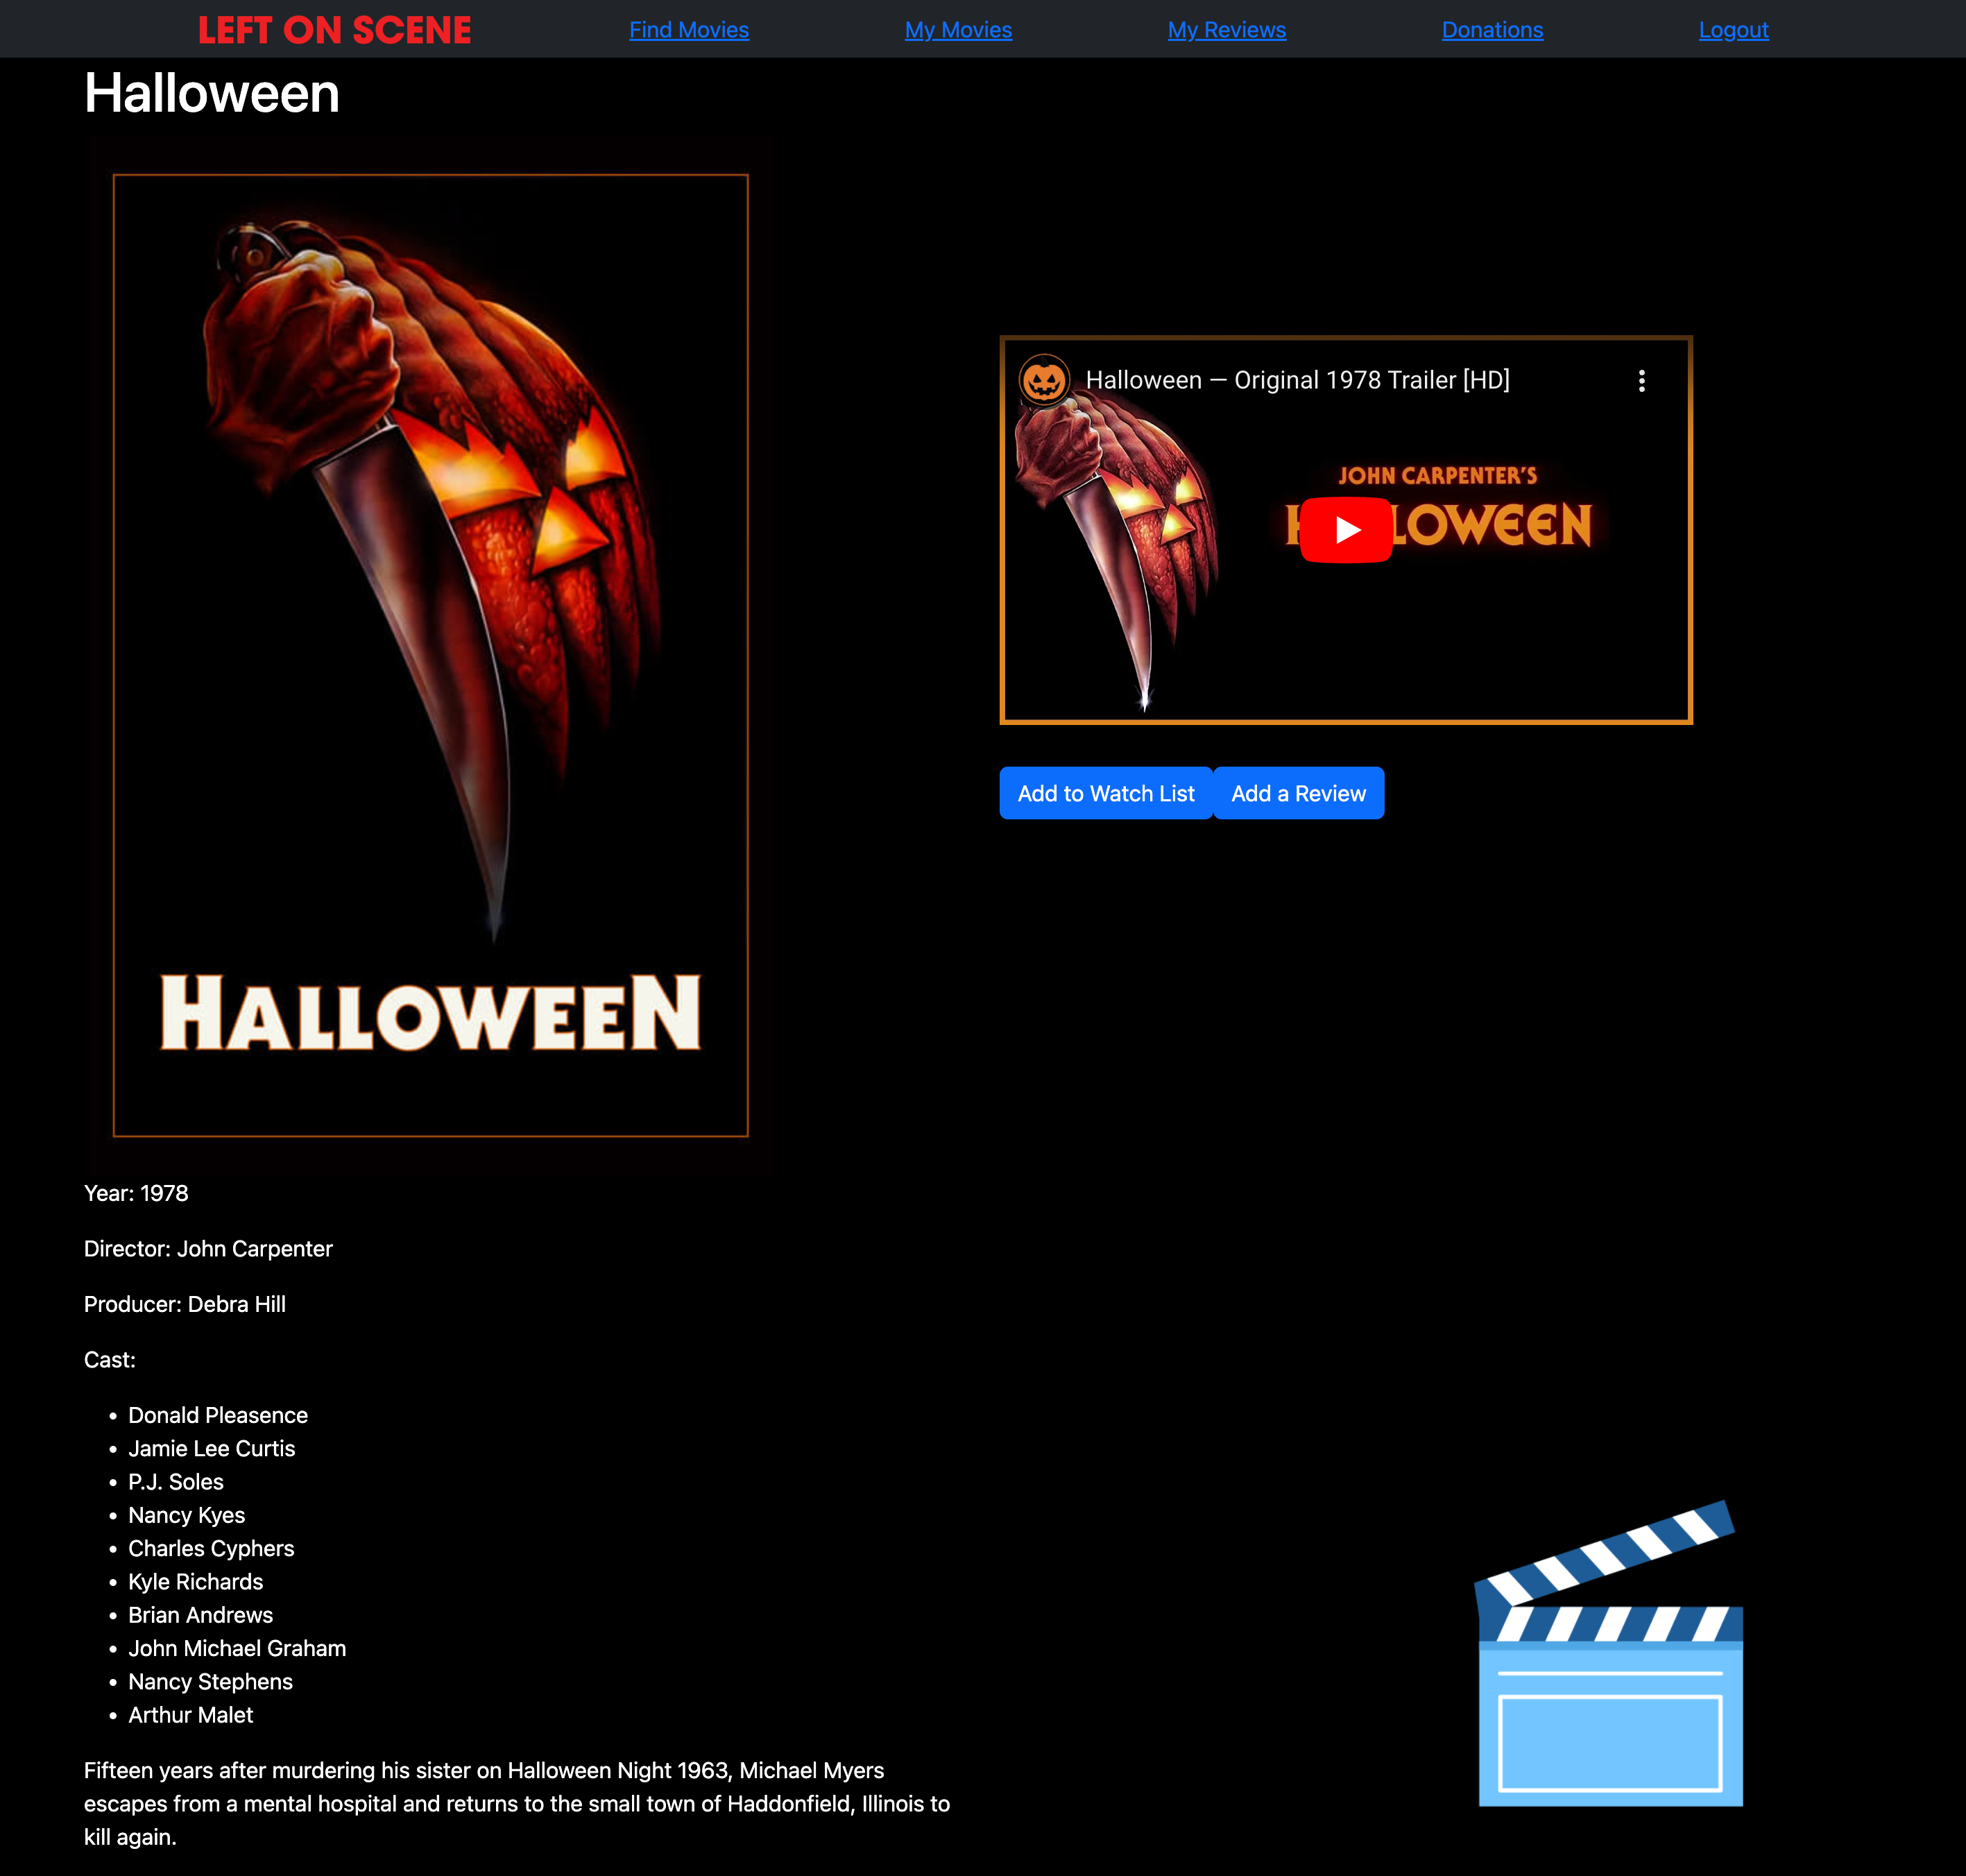 LEFT ON SCENE
Find Movies
My Movies
My Reviews
Donations
Logout
Halloween
HALLOWEEN
Halloween — Original 1978 Trailer [HD]
JOHN CARPENTER'S
H LOWEEN
Add to Watch List
Add a Review
Year: 1978
Director: John Carpenter
Producer: Debra Hill
Cast:
• Donald Pleasence
• Jamie Lee Curtis
• P.J. Soles
• Nancy Kyes
• Charles Cyphers
• Kyle Richards
• Brian Andrews
• John Michael Graham
• Nancy Stephens
• Arthur Malet
Fifteen years after murdering his sister on Halloween Night 1963, Michael Myers
escapes from a mental hospital and returns to the small town of Haddonfield, Illinois to
kill again.